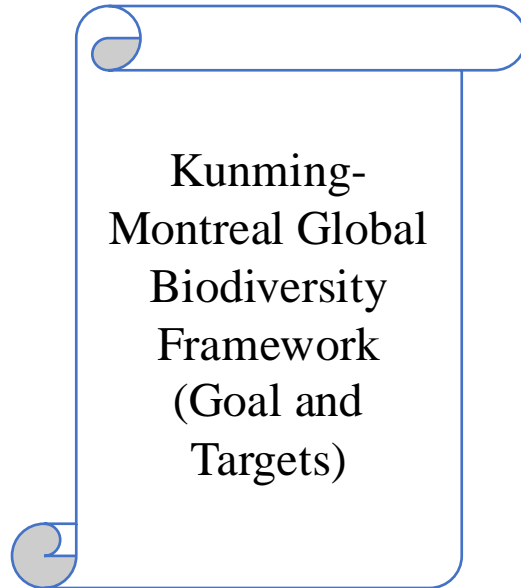 Kunming-
Montreal Global
Biodiversity
Framework
(Goal and
Targets)